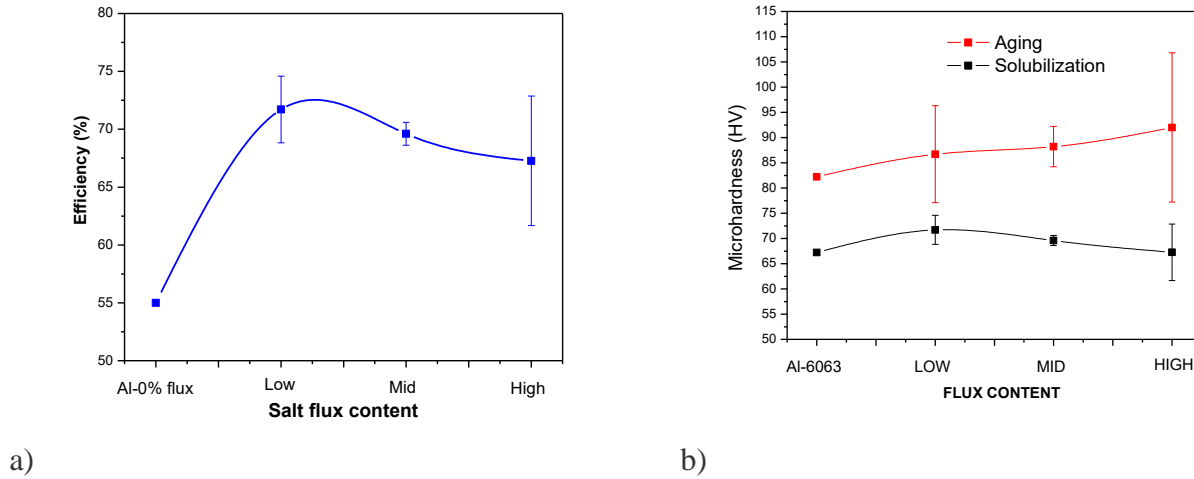 80
75
70
65
60
55
50
Efficiency (%)
Al-0% flux
Low
Mid
High
Salt flux content
a)
115
110
105
100
95
90
85
80
75
70
65
60
55
50
Microhardness (HV)
Aging
Solubilization
Al-6063
LOW
MID
HIGH
FLUX CONTENT
b)